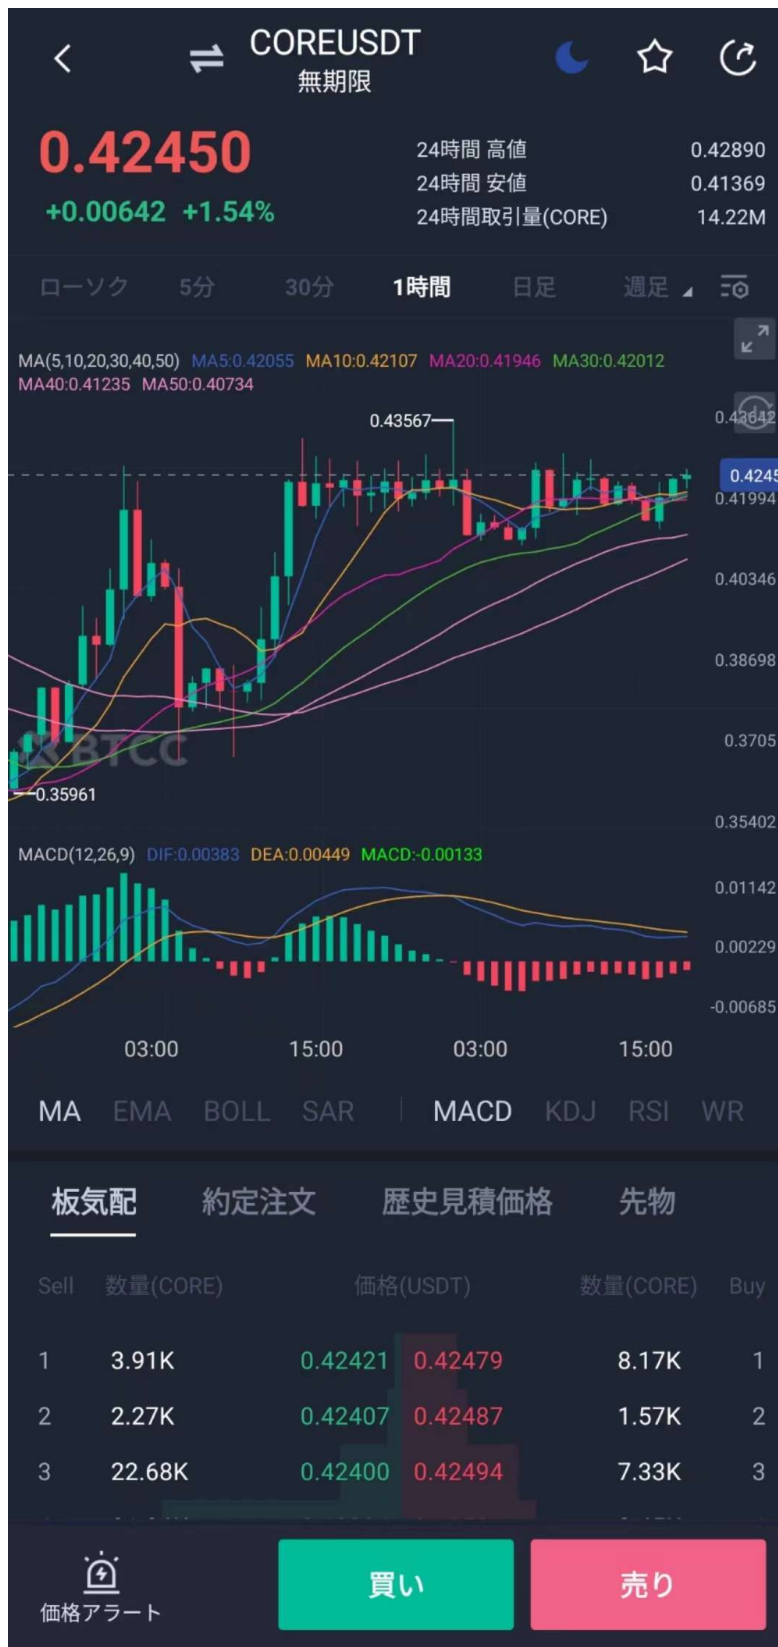 COREUSDT
無期限
0.42450
+0.00642 +1.54%
24時間 高値 0.42890
24時間 安値 0.41369
24時間取引量(CORE) 14.22M
ローソク 5分 30分 1時間 日足 週足
MA(5,10,20,30,40,50) MA5:0.42055 MA10:0.42107 MA20:0.41946 MA30:0.42012
MA40:0.41235 MA50:0.40734
0.43567
0.43642
0.4245
0.41994
0.40346
0.38698
0.3705
BTCC
0.35961
0.35402
MACD(12,26,9) DIF:0.00383 DEA:0.00449 MACD:-0.00133
0.01142
0.00229
-0.00685
03:00 15:00 03:00 15:00
MA EMA BOLL SAR MACD KDJ RSI WR
板気配 約定注文 歴史見積価格 先物
Sell 数量(CORE) 価格(USDT) 数量(CORE) Buy
1 3.91K 0.42421 0.42479 8.17K 1
2 2.27K 0.42407 0.42487 1.57K 2
3 22.68K 0.42400 0.42494 7.33K 3
価格アラート 買い 売り